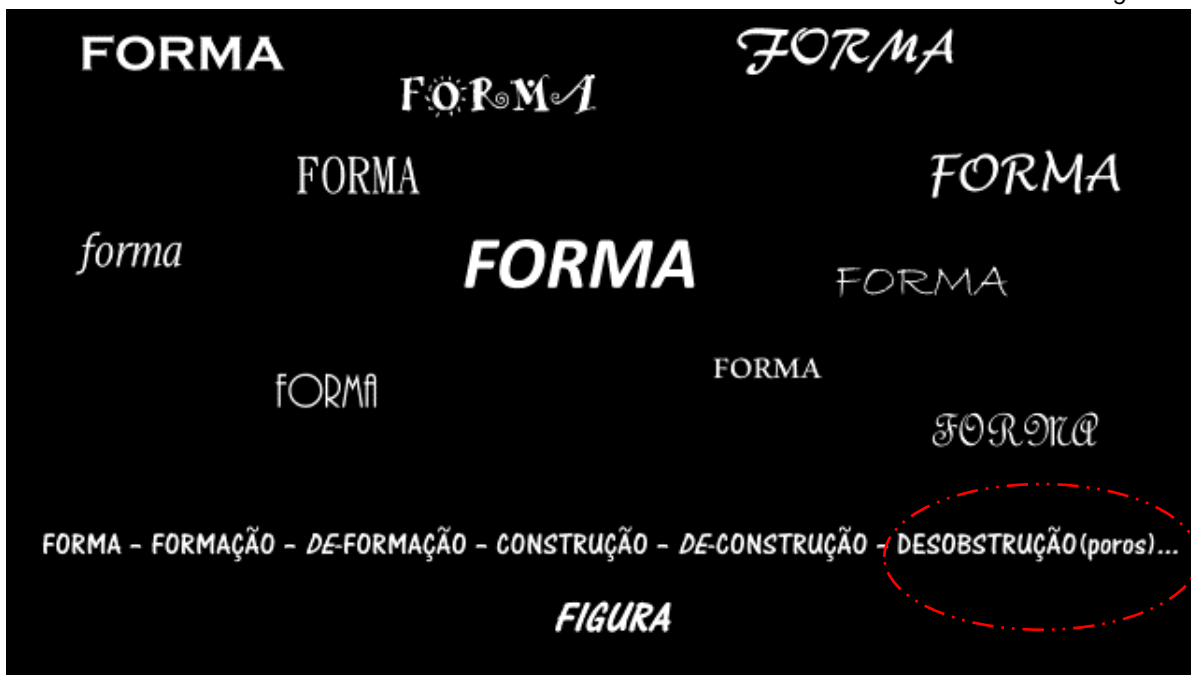 FORMA
FORMA
FORMA
FORMA
FORMA
forma
FORMA
FORMA
FORMA
FORMA
FORMA
FORMA – FORMAÇÃO – DE-FORMAÇÃO – CONSTRUÇÃO – DE-CONSTRUÇÃO – DESOBSTRUÇÃO(poros)...
FIGURA